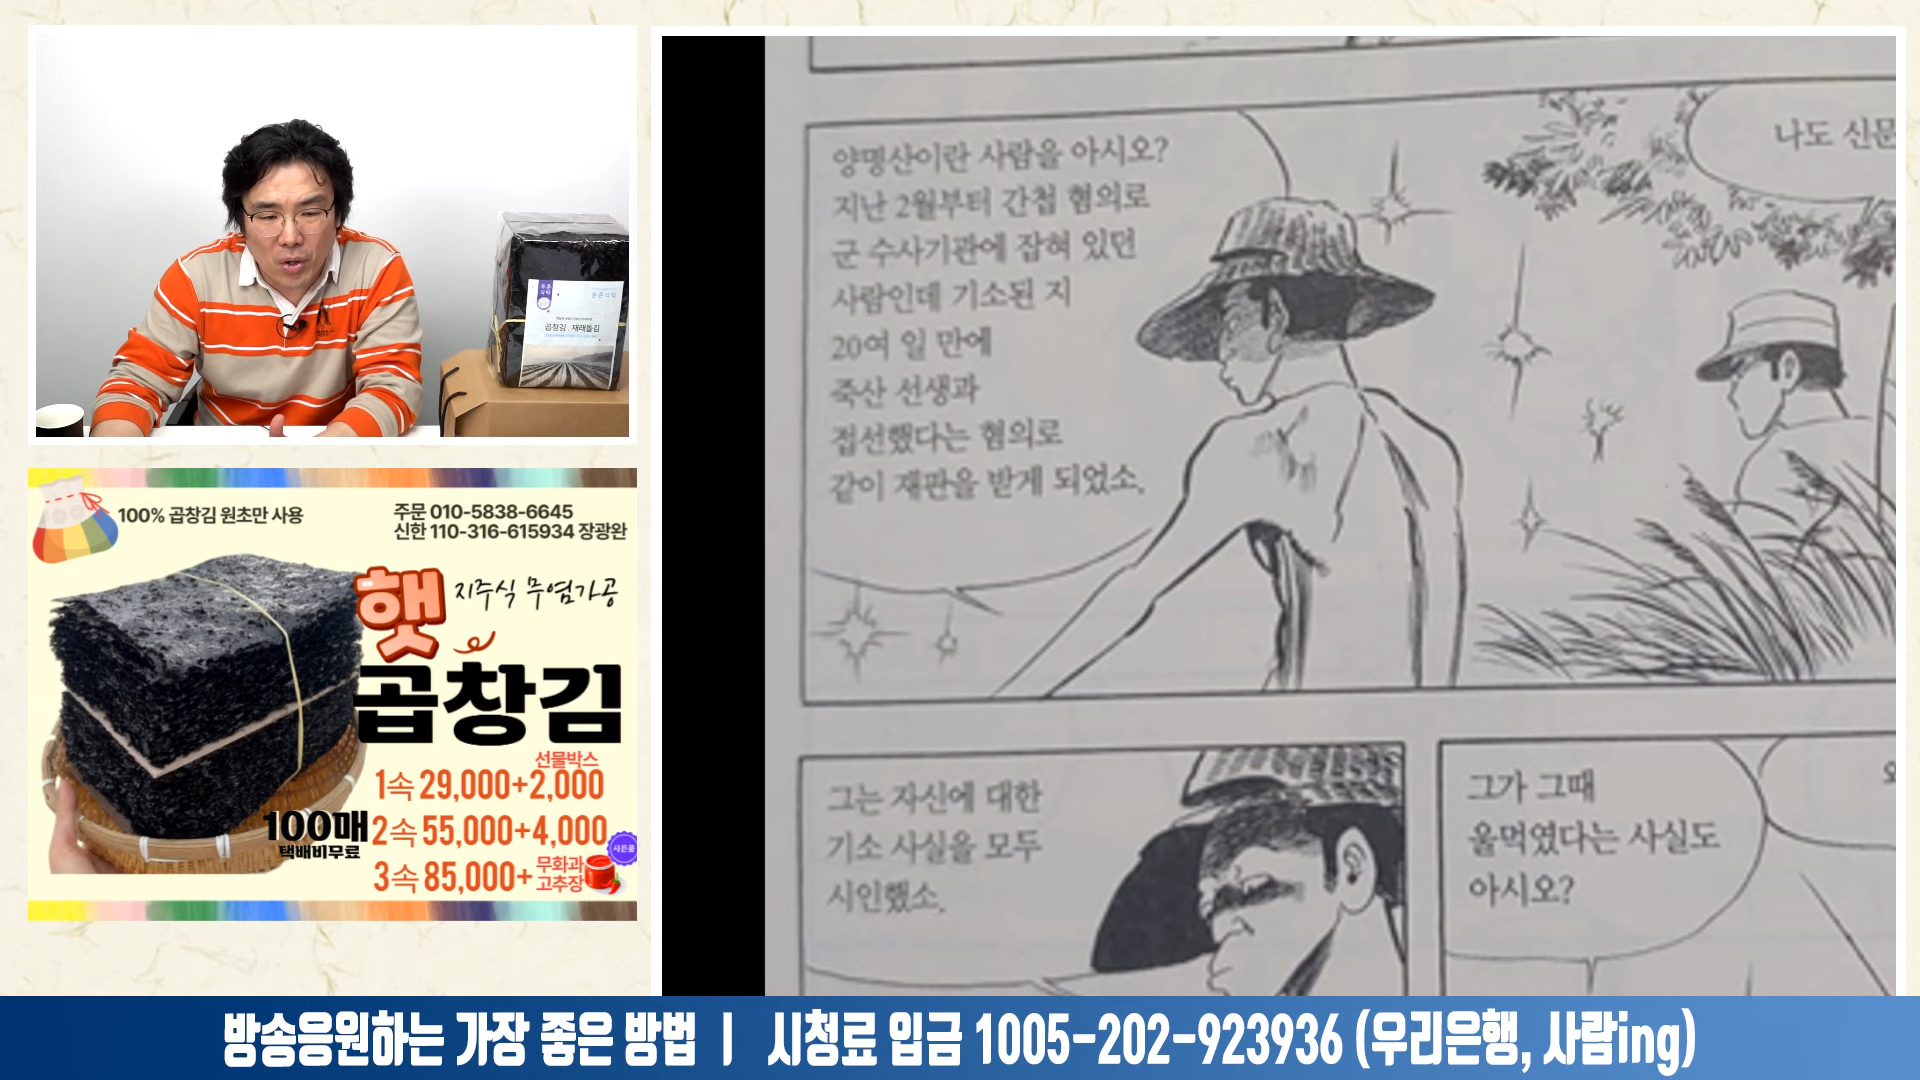 곱창김, 재래돌김
100% 곱창김 원초만 사용
주문 010-5838-6645
신한 110-316-615934 장광완
햇
지주식 무염가공
곱창김
선물박스
1속 29,000+2,000
100매
택배비무료
2속 55,000+4,000
사은품
3속 85,000+
무화과
고추장
양명산이란 사람을 아시오?
지난 2월부터 간첩 혐의로
군 수사기관에 잡혀 있던
사람인데 기소된 지
20여 일 만에
죽산 선생과
접선했다는 혐의로
같이 재판을 받게 되었소.
나도 신문
그는 자신에 대한
기소 사실을 모두
시인했소.
그가 그때
울먹였다는 사실도
아시오?
방송응원하는 가장 좋은 방법 | 시청료 입금 1005-202-923936 (우리은행, 사람ing)